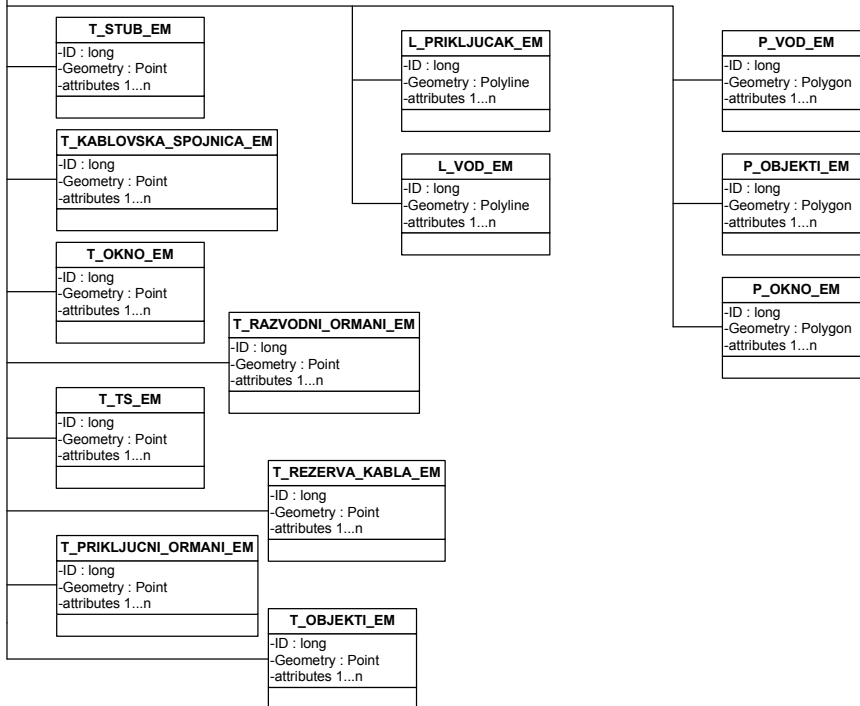 T_STUB_EM
-ID : long
-Geometry : Point
-attributes 1...n
T_KABLOVSKA_SPOJNICA_EM
-ID : long
-Geometry : Point
-attributes 1...n
T_OKNO_EM
-ID : long
-Geometry : Point
-attributes 1...n
T_RAZVODNI_ORMANI_EM
-ID : long
-Geometry : Point
-attributes 1...n
T_TS_EM
-ID : long
-Geometry : Point
-attributes 1...n
T_REZERVA_KABLA_EM
-ID : long
-Geometry : Point
-attributes 1...n
T_PRIKLJUCNI_ORMANI_EM
-ID : long
-Geometry : Point
-attributes 1...n
T_OBJEKTI_EM
-ID : long
-Geometry : Point
-attributes 1...n
L_PRIKLJUCAK_EM
-ID : long
-Geometry : Polyline
-attributes 1...n
L_VOD_EM
-ID : long
-Geometry : Polyline
-attributes 1...n
P_VOD_EM
-ID : long
-Geometry : Polygon
-attributes 1...n
P_OBJEKTI_EM
-ID : long
-Geometry : Polygon
-attributes 1...n
P_OKNO_EM
-ID : long
-Geometry : Polygon
-attributes 1...n